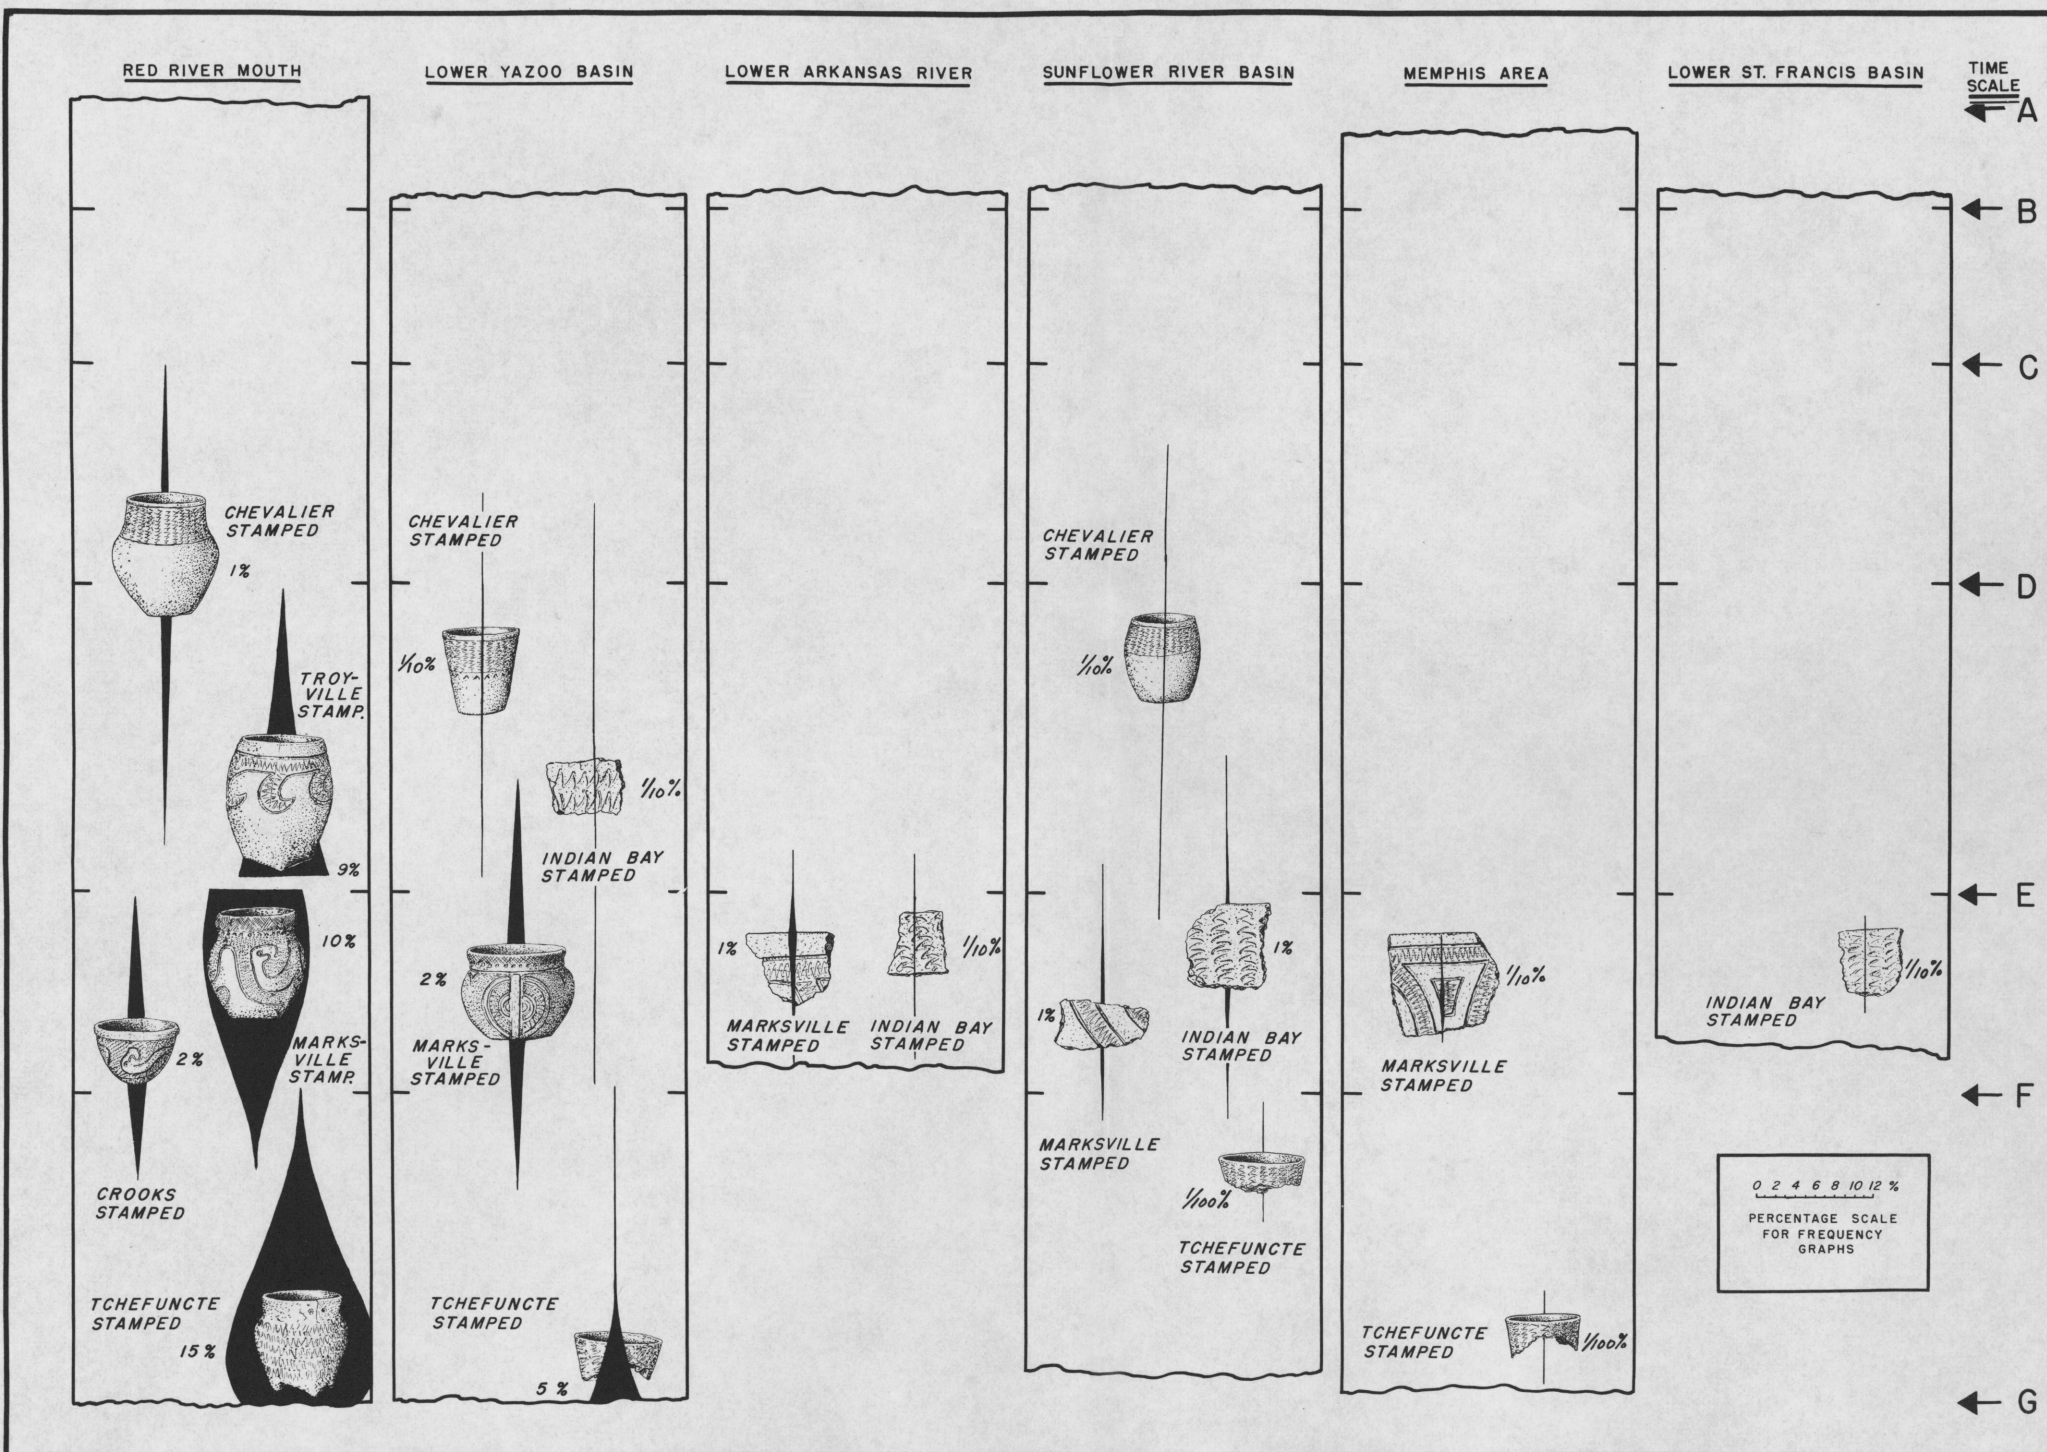 RED RIVER MOUTH
LOWER YAZOO BASIN
LOWER ARKANSAS RIVER
SUNFLOWER RIVER BASIN
MEMPHIS AREA
LOWER ST. FRANCIS BASIN
TIME
SCALE
A
B
C
D
E
F
G
CHEVALIER
STAMPED
1%
TROY-
VILLE
STAMP.
9%
10%
MARKS-
VILLE
STAMP.
2%
CROOKS
STAMPED
TCHEFUNCTE
STAMPED
15%
CHEVALIER
STAMPED
1/10%
1/10%
INDIAN BAY
STAMPED
2%
MARKS-
VILLE
STAMPED
TCHEFUNCTE
STAMPED
5%
1%
MARKSVILLE
STAMPED
1/10%
INDIAN BAY
STAMPED
CHEVALIER
STAMPED
1/10%
1%
INDIAN BAY
STAMPED
1%
MARKSVILLE
STAMPED
1/100%
TCHEFUNCTE
STAMPED
1/10%
MARKSVILLE
STAMPED
TCHEFUNCTE
STAMPED
1/100%
1/10%
INDIAN BAY
STAMPED
0 2 4 6 8 10 12 %
PERCENTAGE SCALE
FOR FREQUENCY
GRAPHS